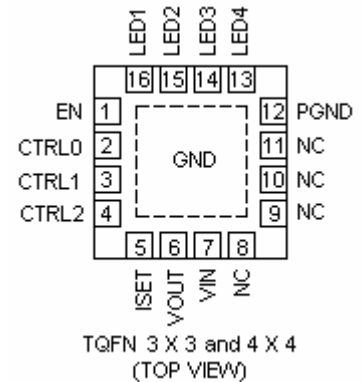 LED1 LED2 LED3 LED4
16 15 14 13
EN 1 12 PGND
CTRL0 2 11 NC
GND
CTRL1 3 10 NC
CTRL2 4 9 NC
5 6 7 8
ISET VOUT VIN NC
TQFN 3 X 3 and 4 X 4
(TOP VIEW)